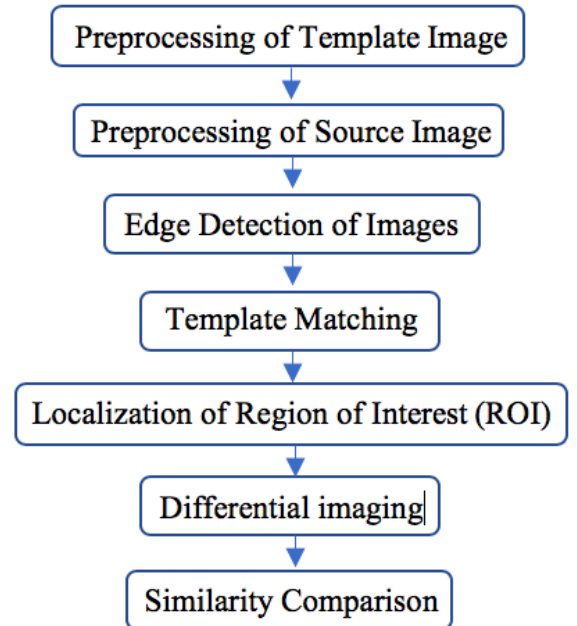 Preprocessing of Template Image
Preprocessing of Source Image
Edge Detection of Images
Template Matching
Localization of Region of Interest (ROI)
Differential imaging
Similarity Comparison